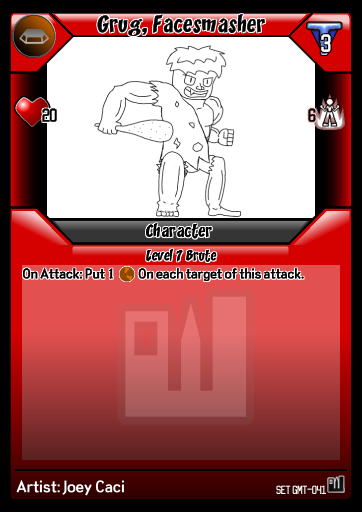 Grug, Facesmasher
3
20
6
Character
Level 7 Brute
On Attack: Put 1 On each target of this attack.
Artist: Joey Caci
SET GMT-041